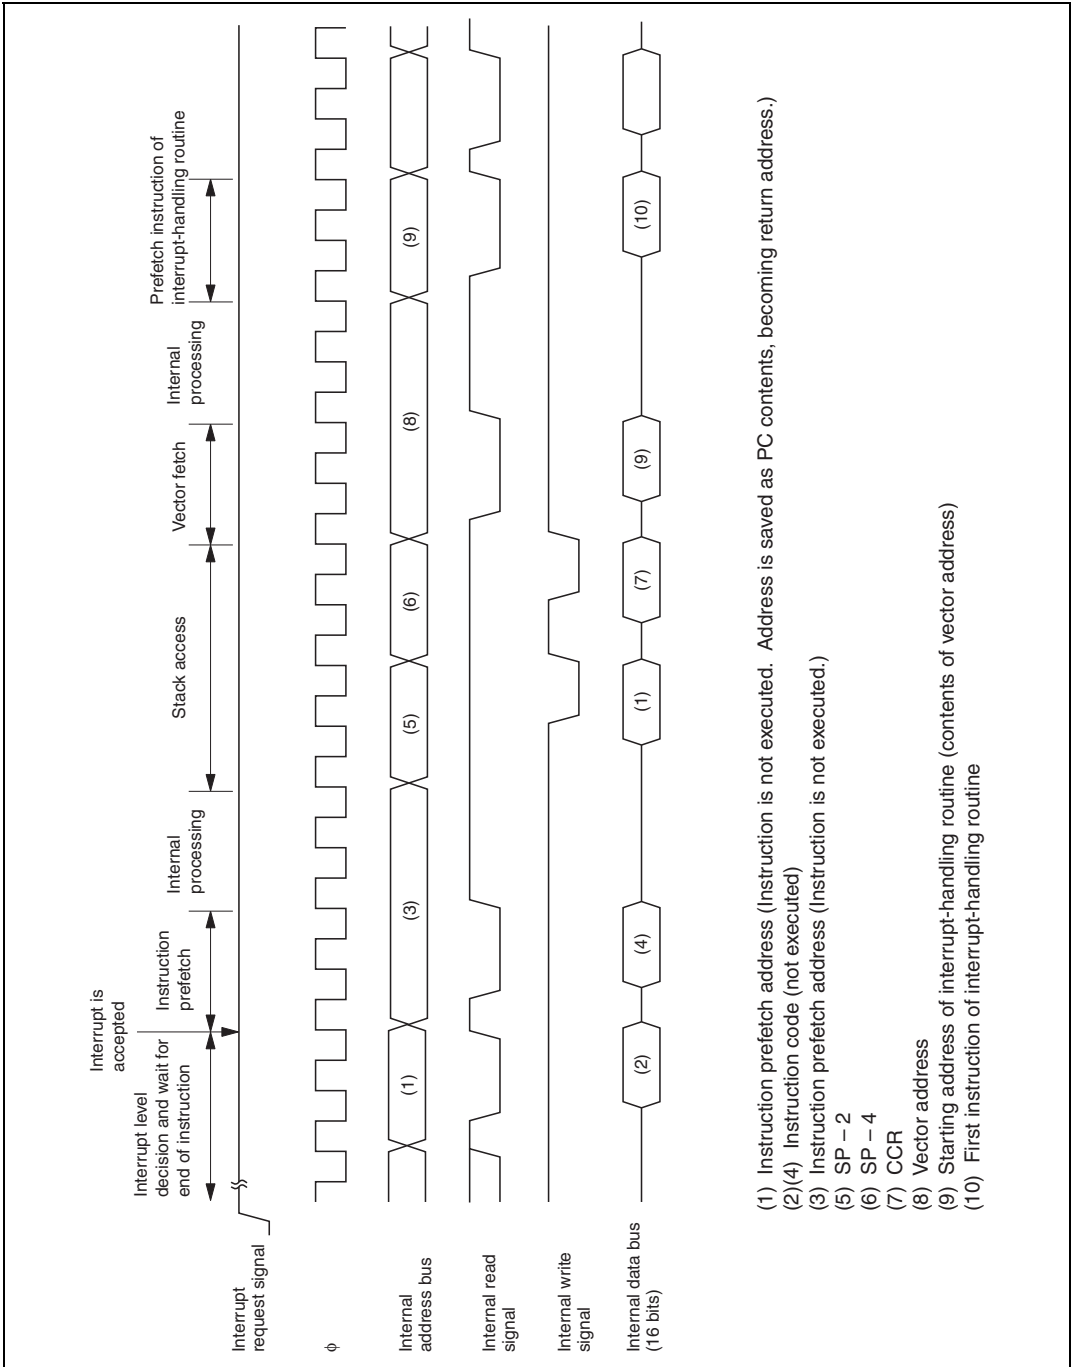 Interrupt is
accepted
Interrupt level
decision and wait for
end of instruction
Instruction
prefetch
Internal
processing
Stack access
Vector fetch
Internal
processing
Prefetch instruction of
interrupt-handling routine
Interrupt
request signal
φ
Internal
address bus
(1)
(3)
(5)
(6)
(8)
(9)
Internal read
signal
Internal write
signal
Internal data bus
(16 bits)
(2)
(4)
(1)
(7)
(9)
(10)
(1) Instruction prefetch address (Instruction is not executed. Address is saved as PC contents, becoming return address.)
(2)(4) Instruction code (not executed)
(3) Instruction prefetch address (Instruction is not executed.)
(5) SP – 2
(6) SP – 4
(7) CCR
(8) Vector address
(9) Starting address of interrupt-handling routine (contents of vector address)
(10) First instruction of interrupt-handling routine